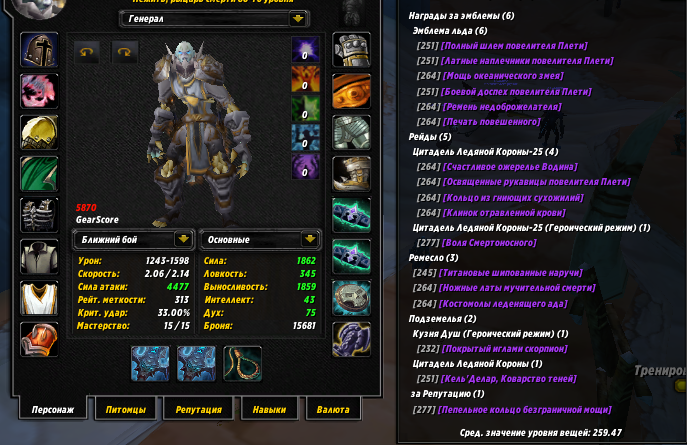 Нежить, рыцарь смерти 80-го уровня
Генерал
0
0
0
0
0
5870
GearScore
Ближний бой
Основные
Урон: 1243-1598
Скорость: 2.06 / 2.14
Сила атаки: 4477
Рейт. меткости: 313
Крит. удар: 33.00%
Мастерство: 15 / 15
Сила: 1862
Ловкость: 345
Выносливость: 1859
Интеллект: 43
Дух: 75
Броня: 15681
Персонаж
Питомцы
Репутация
Навыки
Валюта
Награды за эмблемы (6)
Эмблема льда (6)
[251] [Полный шлем повелителя Плети]
[251] [Латные наплечники повелителя Плети]
[264] [Мощь океанического змея]
[251] [Боевой доспех повелителя Плети]
[264] [Ремень недоброжелателя]
[264] [Печать повешенного]
Рейды (5)
Цитадель Ледяной Короны-25 (4)
[264] [Счастливое ожерелье Водина]
[264] [Освященные рукавицы повелителя Плети]
[264] [Кольцо из гниющих сухожилий]
[264] [Клинок отравленной крови]
Цитадель Ледяной Короны-25 (Героический режим) (1)
[277] [Воля Смертоносного]
Ремесло (3)
[245] [Титановые шипованные наручи]
[264] [Ножные латы мучительной смерти]
[264] [Костомолы леденящего ада]
Подземелья (2)
Кузня Душ (Героический режим) (1)
[232] [Покрытый иглами скорпион]
Цитадель Ледяной Короны (1)
[251] [Кель'Делар, Коварство теней]
за Репутацию (1)
[277] [Пепельное кольцо безграничной мощи]
Сред. значение уровня вещей: 259.47
Трениров